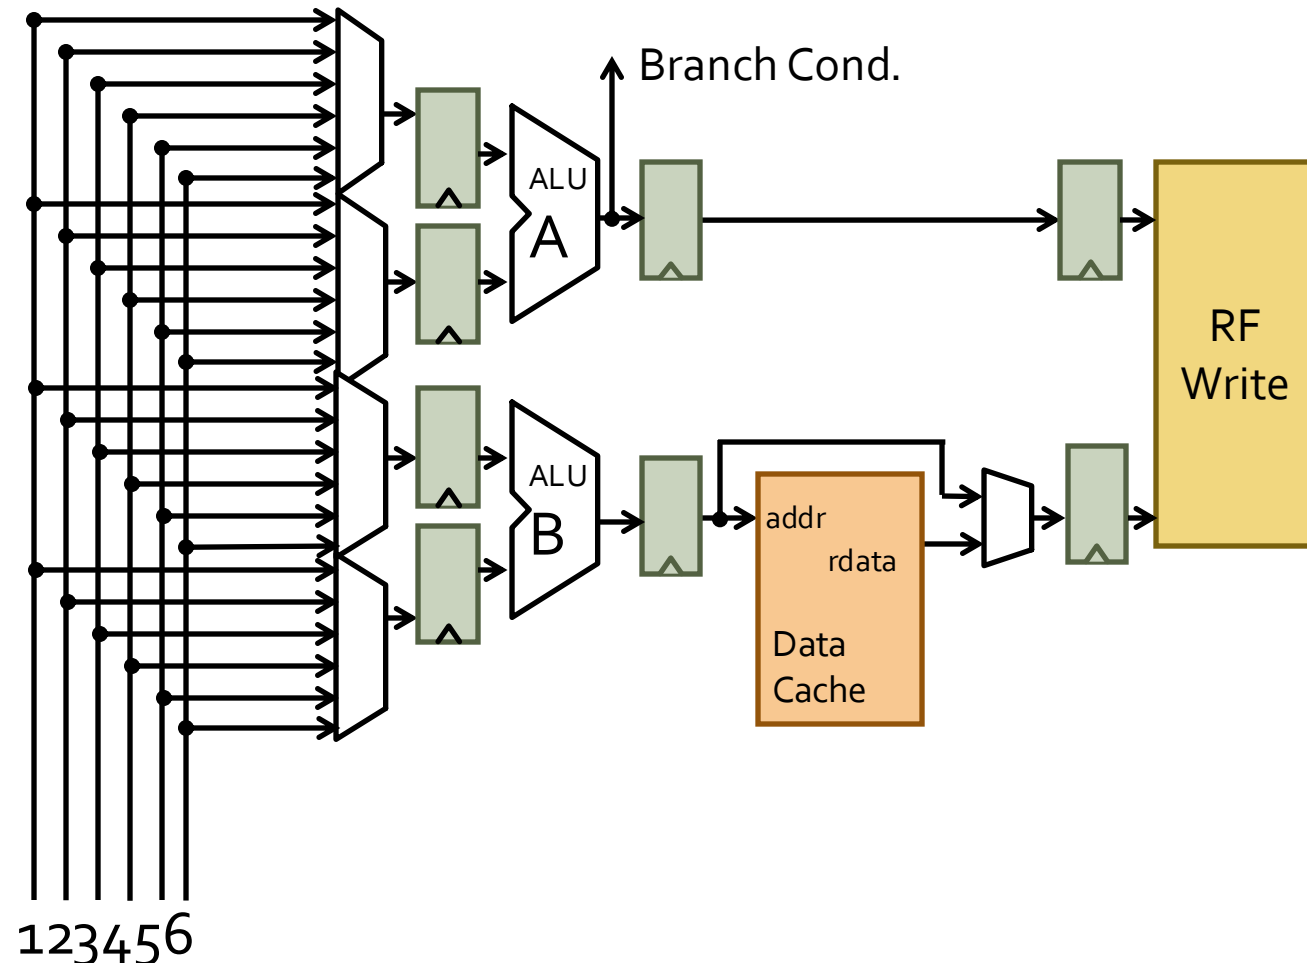 Branch Cond.
ALU
A
RF
Write
ALU
B
addr
rdata
Data
Cache
123456